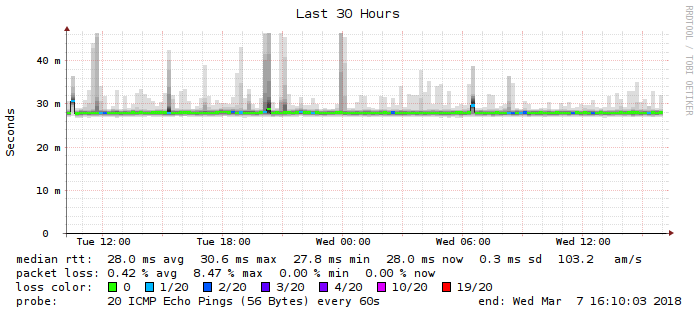 Last 30 Hours
RRDTOOL / TOBI OETIKER
Seconds
40 m
30 m
20 m
10 m
0
Tue 12:00 Tue 18:00 Wed 00:00 Wed 06:00 Wed 12:00
median rtt: 28.0 ms avg 30.6 ms max 27.8 ms min 28.0 ms now 0.3 ms sd 103.2 am/s
packet loss: 0.42 % avg 8.47 % max 0.00 % min 0.00 % now
loss color: 0 1/20 2/20 3/20 4/20 10/20 19/20
probe: 20 ICMP Echo Pings (56 Bytes) every 60s end: Wed Mar 7 16:10:03 2018